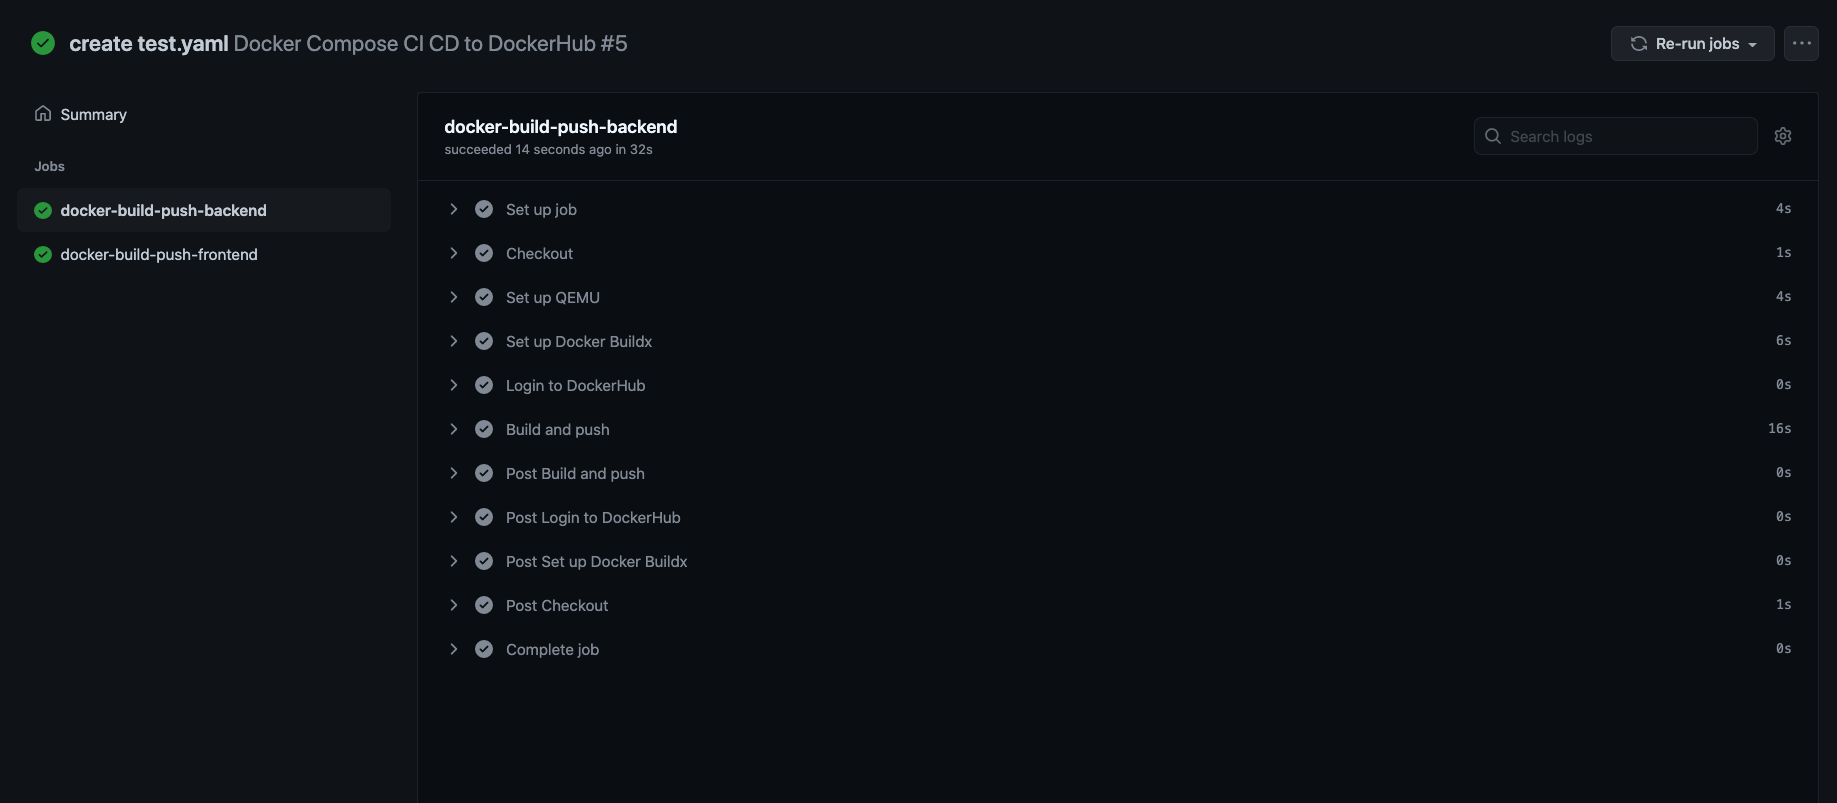 create test.yaml Docker Compose CI CD to DockerHub #5
Re-run jobs
Summary
Jobs
docker-build-push-backend
docker-build-push-frontend
docker-build-push-backend
succeeded 14 seconds ago in 32s
Search logs
Set up job 4s
Checkout 1s
Set up QEMU 4s
Set up Docker Buildx 6s
Login to DockerHub 0s
Build and push 16s
Post Build and push 0s
Post Login to DockerHub 0s
Post Set up Docker Buildx 0s
Post Checkout 1s
Complete job 0s